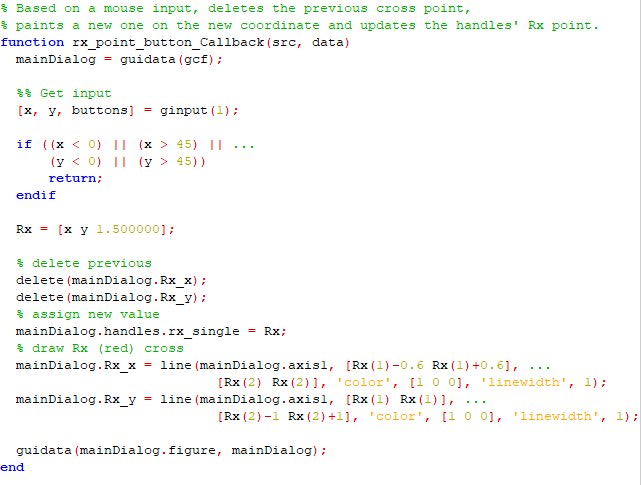 % Based on a mouse input, deletes the previous cross point,
% paints a new one on the new coordinate and updates the handles' Rx point.
function rx_point_button_Callback(src, data)
  mainDialog = guidata(gcf);

  %% Get input
  [x, y, buttons] = ginput(1);

  if ((x < 0) || (x > 45) || ...
      (y < 0) || (y > 45))
      return;
  endif

  Rx = [x y 1.500000];

  % delete previous
  delete(mainDialog.Rx_x);
  delete(mainDialog.Rx_y);
  % assign new value
  mainDialog.handles.rx_single = Rx;
  % draw Rx (red) cross
  mainDialog.Rx_x = line(mainDialog.axis1, [Rx(1)-0.6 Rx(1)+0.6], ...
                           [Rx(2) Rx(2)], 'color', [1 0 0], 'linewidth', 1);
  mainDialog.Rx_y = line(mainDialog.axis1, [Rx(1) Rx(1)], ...
                           [Rx(2)-1 Rx(2)+1], 'color', [1 0 0], 'linewidth', 1);

  guidata(mainDialog.figure, mainDialog);
end